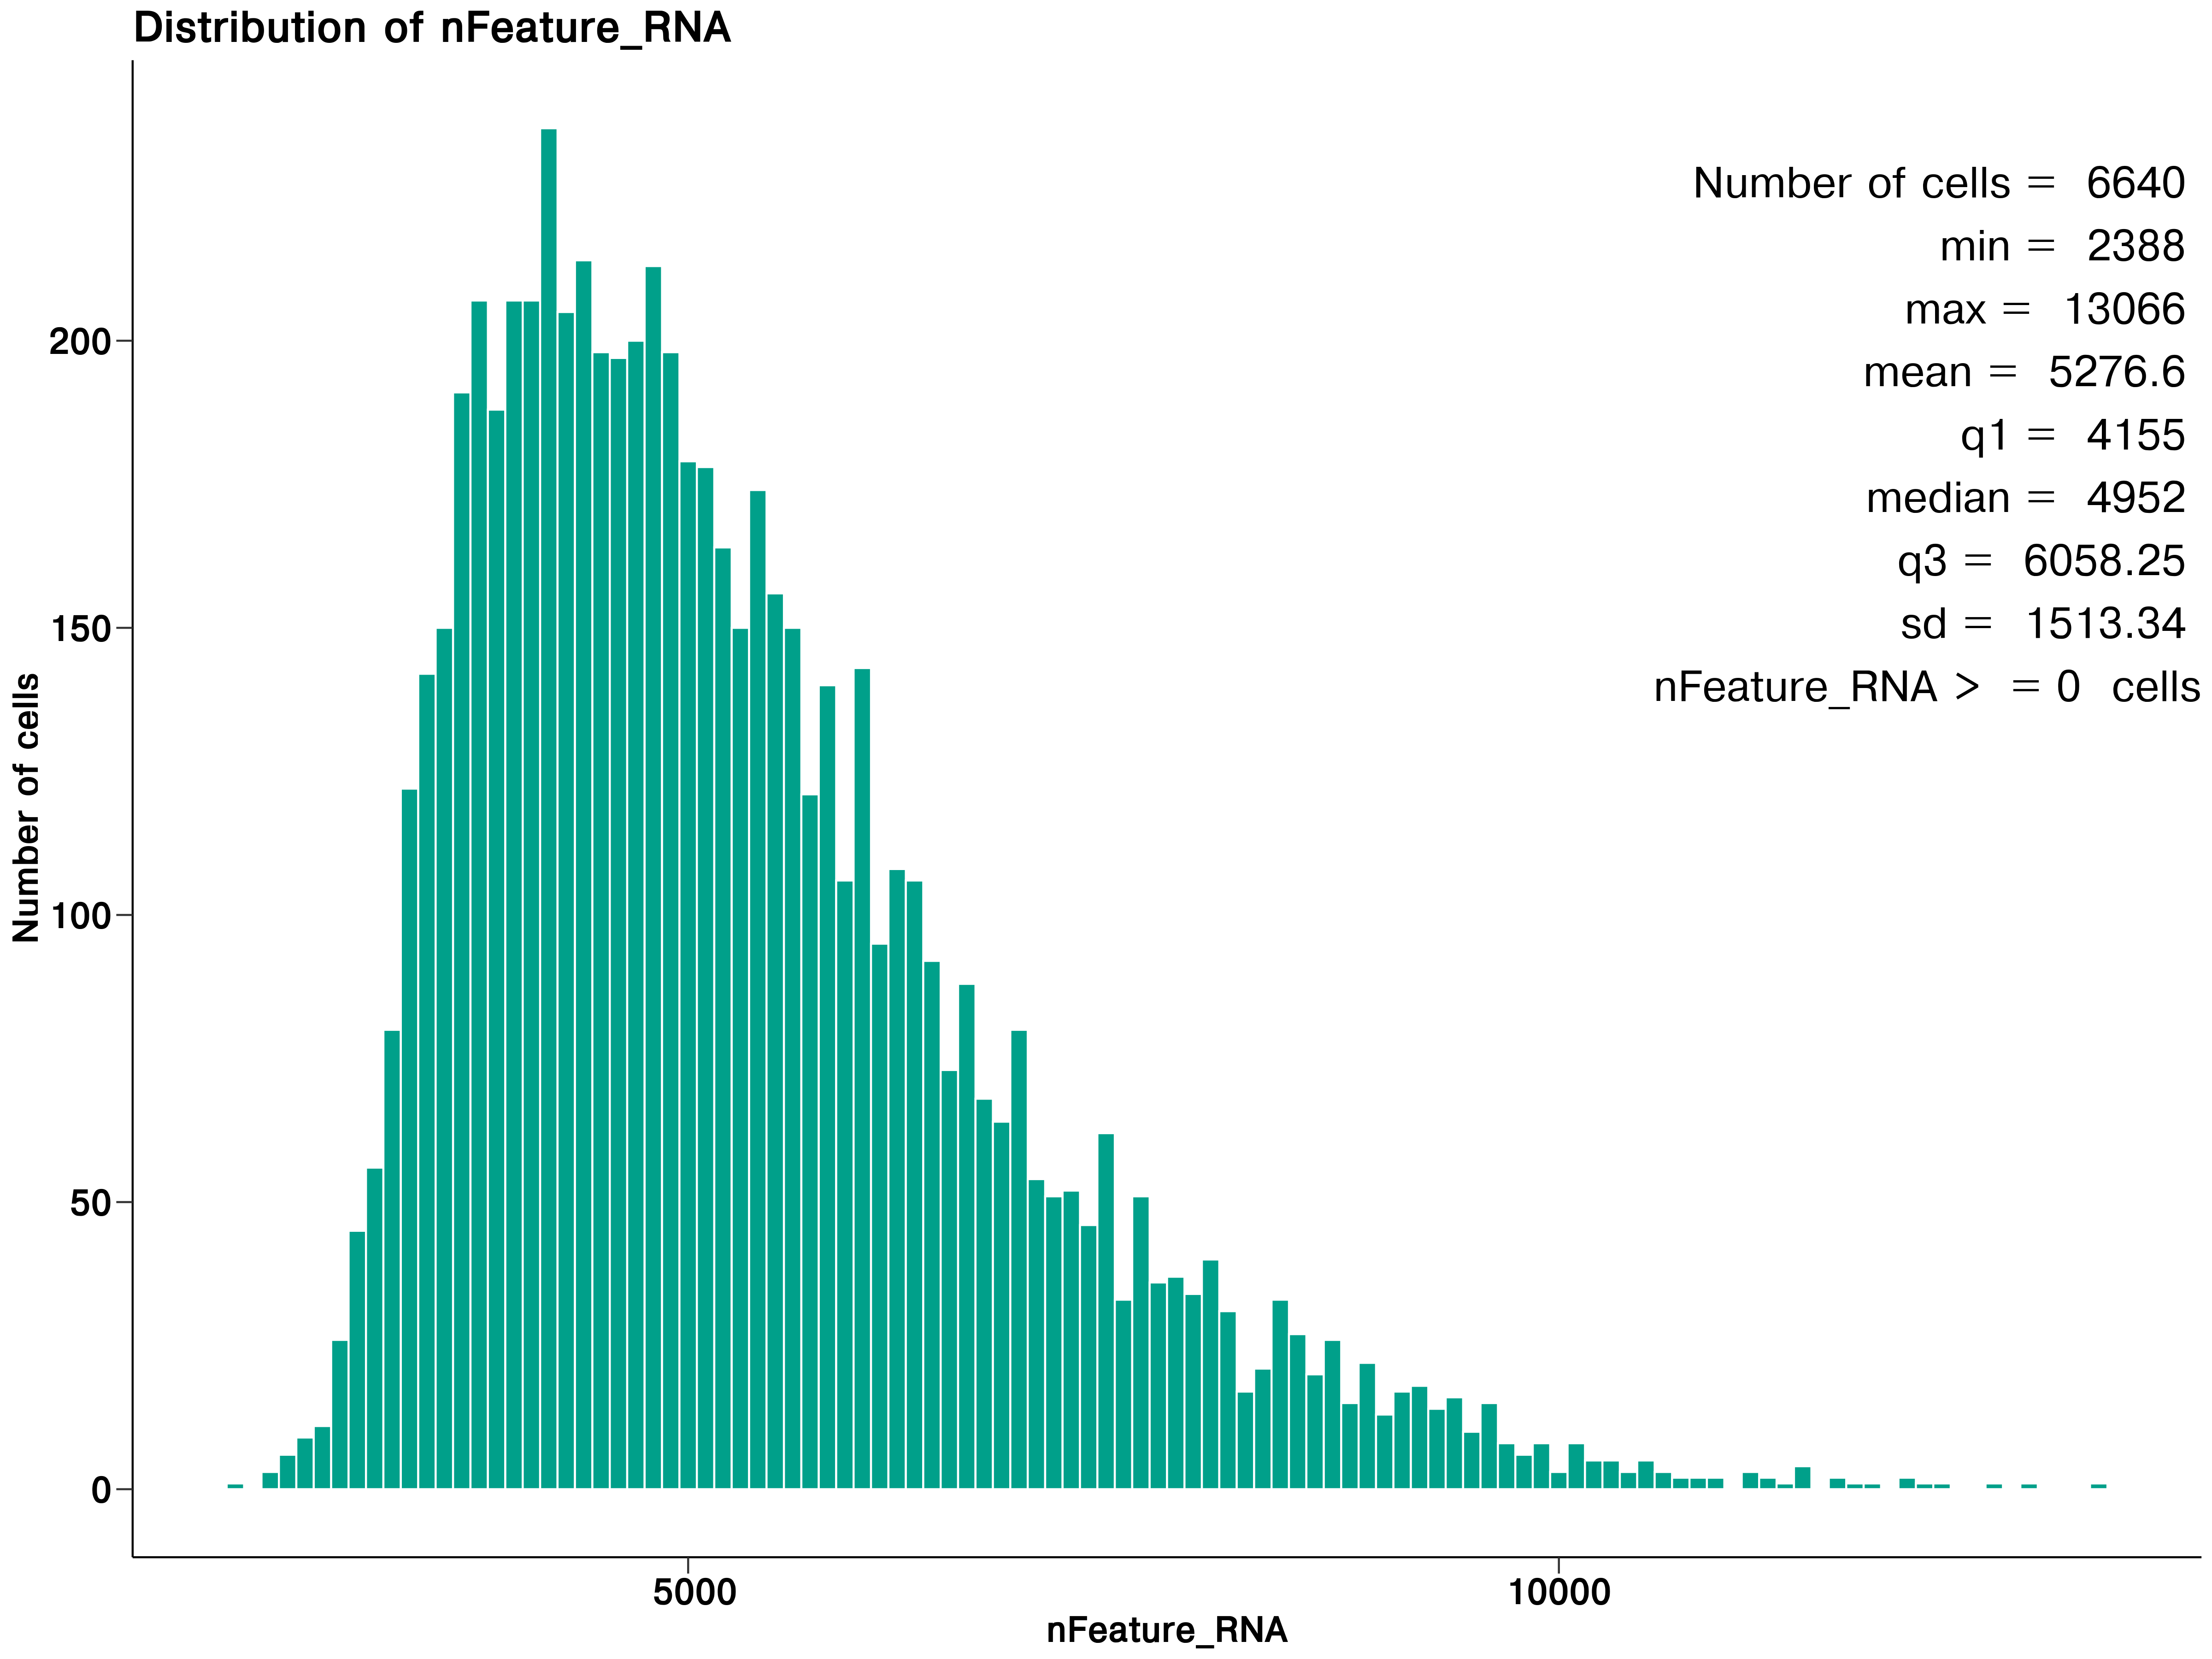 Distribution of nFeature_RNA
Number of cells = 6640
min = 2388
max = 13066
mean = 5276.6
q1 = 4155
median = 4952
q3 = 6058.25
sd = 1513.34
nFeature_RNA > = 0 cells
200
150
100
50
0
Number of cells
5000
10000
nFeature_RNA